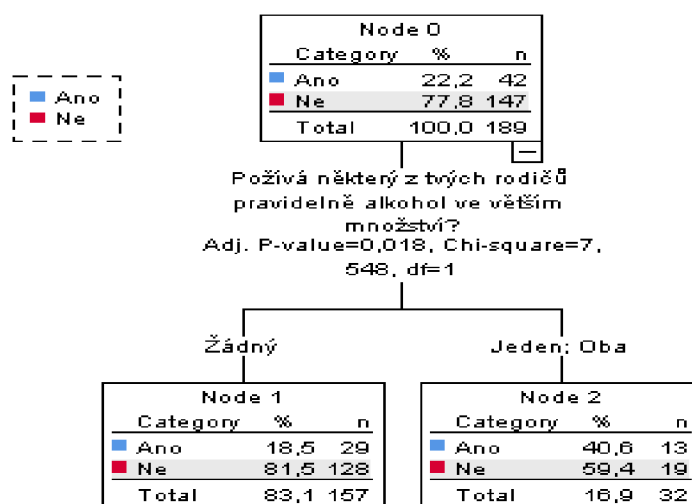 Node 0
Category % n
Ano 22,2 42
Ne 77,8 147
Total 100,0 189
Ano
Ne
Požívá některý z tvých rodičů
pravidelně alkohol ve větším
množství?
Adj. P-value=0,018, Chi-square=7,
548, df=1
Žádný
Jeden; Oba
Node 1
Category % n
Ano 18,5 29
Ne 81,5 128
Total 83,1 157
Node 2
Category % n
Ano 40,6 13
Ne 59,4 19
Total 16,9 32